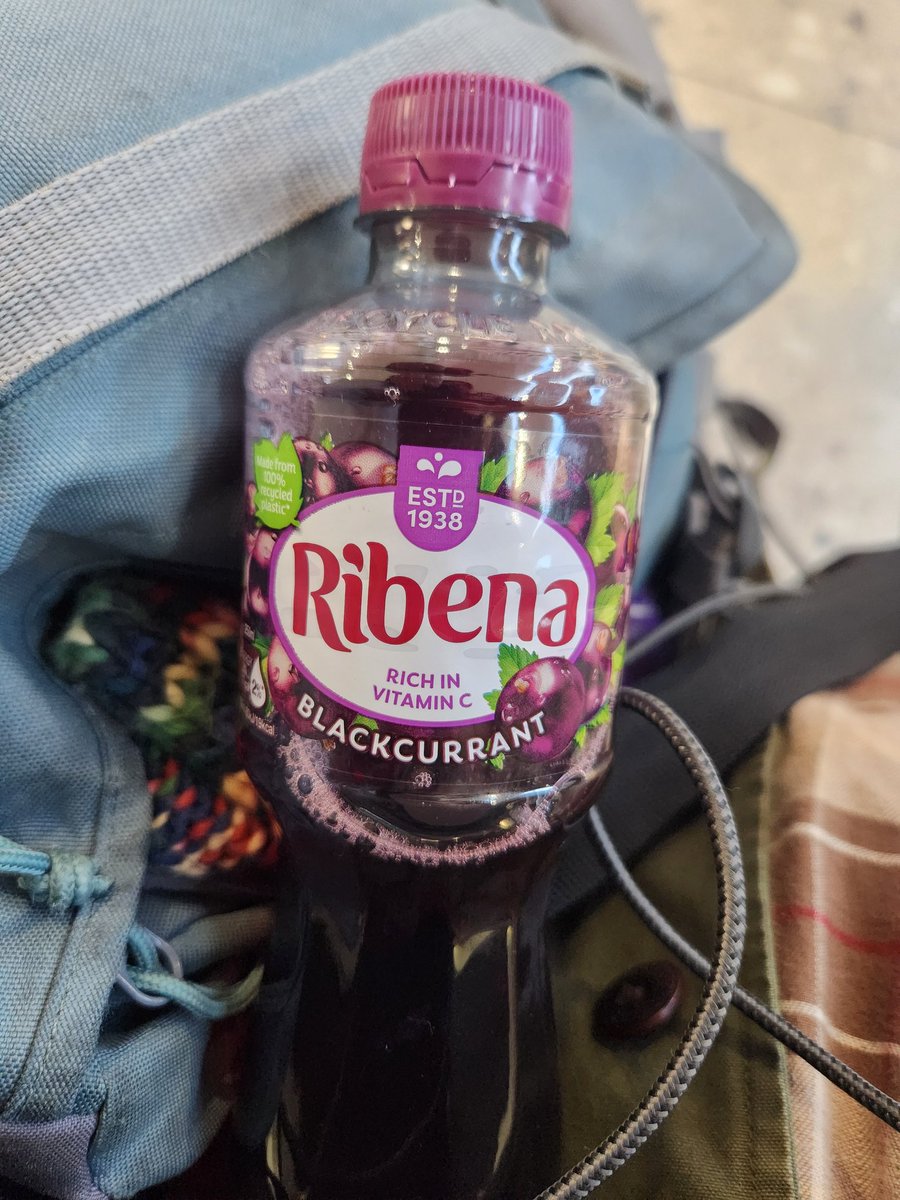 Made from
100%
recycled
plastic*
ESTD
1938
Ribena
RICH IN
VITAMIN C
BLACKCURRANT